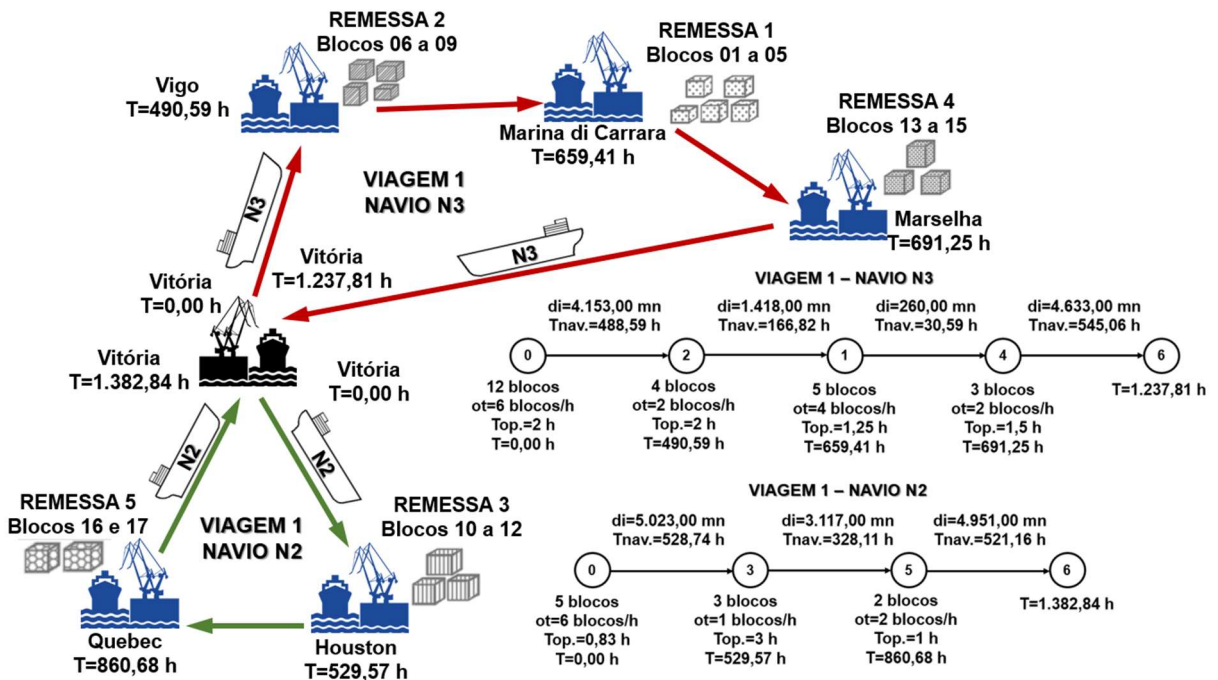 REMESSA 2
Blocos 06 a 09
Vigo
T=490,59 h
REMESSA 1
Blocos 01 a 05
Marina di Carrara
T=659,41 h
REMESSA 4
Blocos 13 a 15
Marselha
T=691,25 h
VIAGEM 1
NAVIO N3
N3
N3
Vitória
T=1.237,81 h
Vitória
T=0,00 h
Vitória
T=1.382,84 h
Vitória
T=0,00 h
N2
N2
REMESSA 5
Blocos 16 e 17
VIAGEM 1
NAVIO N2
REMESSA 3
Blocos 10 a 12
Quebec
T=860,68 h
Houston
T=529,57 h
VIAGEM 1 – NAVIO N3
di=4.153,00 mn di=1.418,00 mn di=260,00 mn di=4.633,00 mn
Tnav.=488,59 h Tnav.=166,82 h Tnav.=30,59 h Tnav.=545,06 h
0 2 1 4 6
12 blocos 4 blocos 5 blocos 3 blocos T=1.237,81 h
ot=6 blocos/h ot=2 blocos/h ot=4 blocos/h ot=2 blocos/h
Top.=2 h Top.=2 h Top.=1,25 h Top.=1,5 h
T=0,00 h T=490,59 h T=659,41 h T=691,25 h
VIAGEM 1 – NAVIO N2
di=5.023,00 mn di=3.117,00 mn di=4.951,00 mn
Tnav.=528,74 h Tnav.=328,11 h Tnav.=521,16 h
0 3 5 6
5 blocos 3 blocos 2 blocos T=1.382,84 h
ot=6 blocos/h ot=1 blocos/h ot=2 blocos/h
Top.=0,83 h Top.=3 h Top.=1 h
T=0,00 h T=529,57 h T=860,68 h